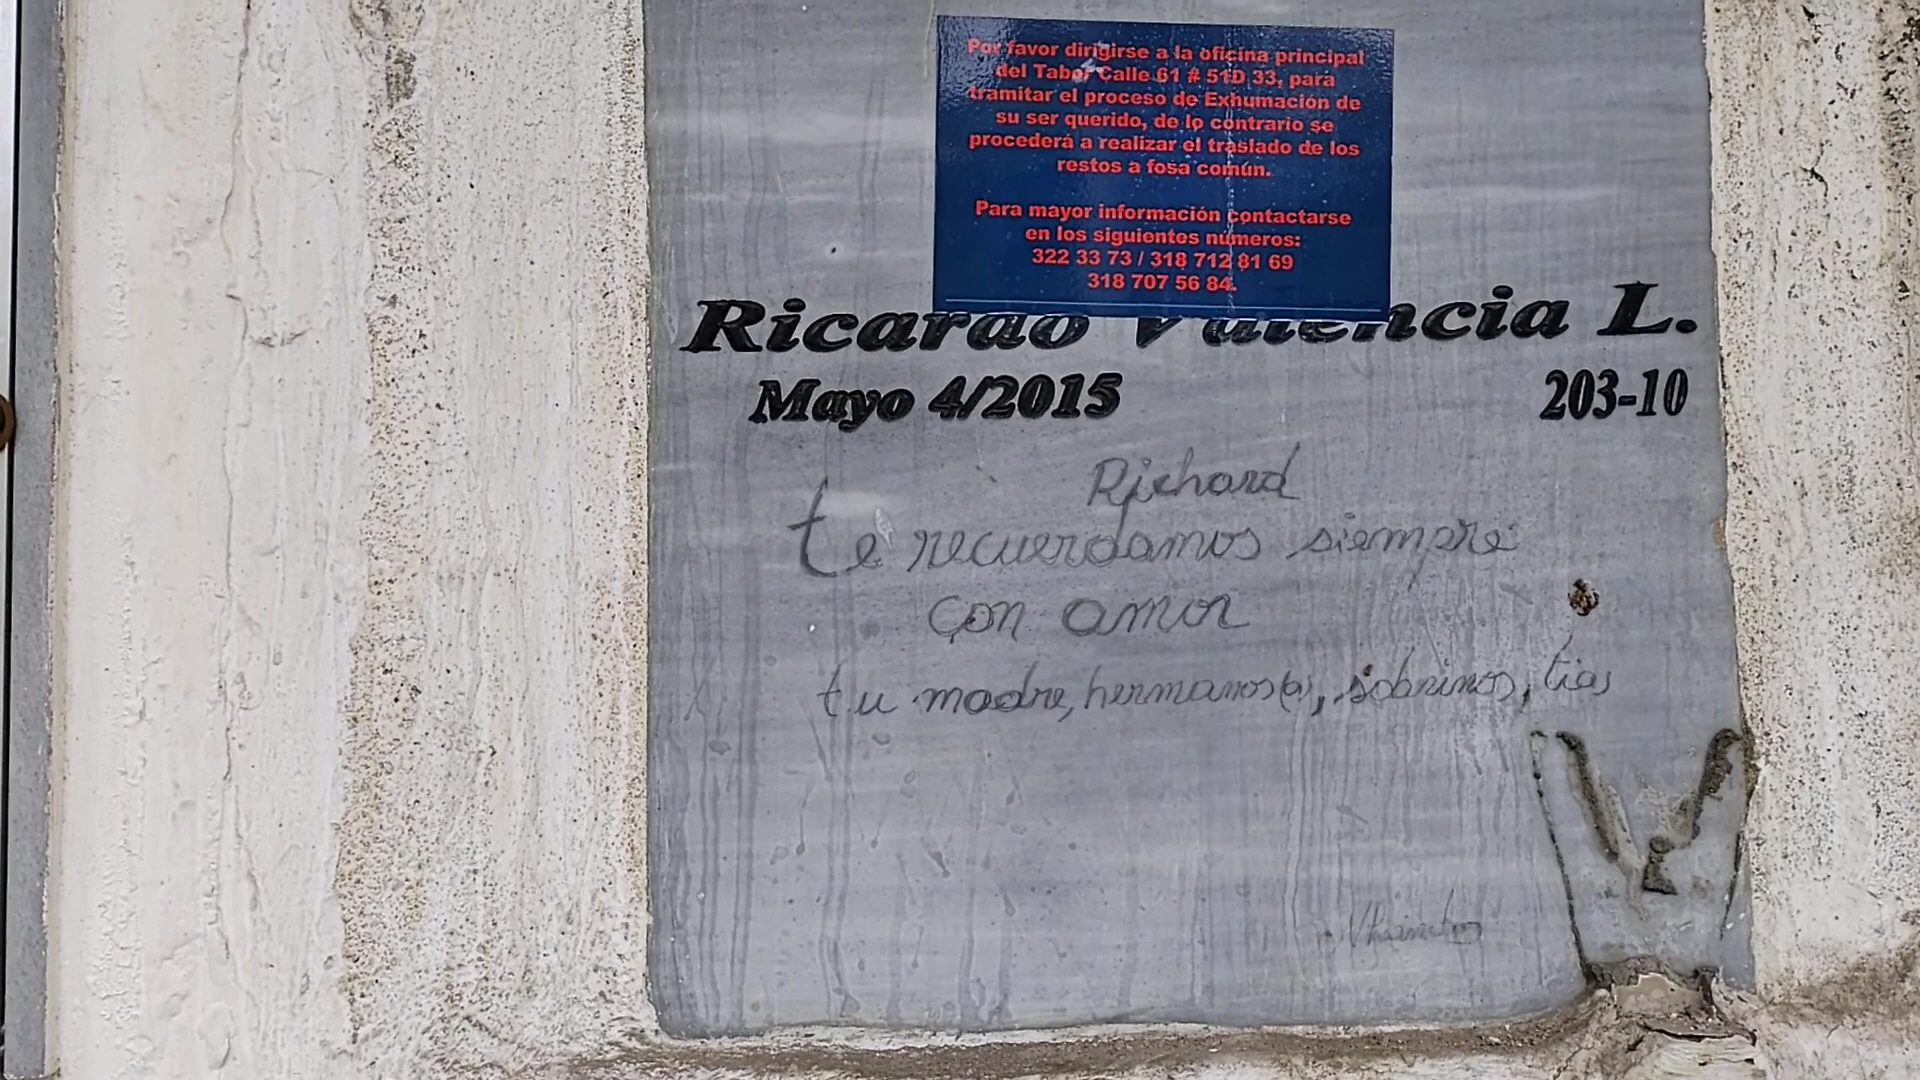 Por favor dirigirse a la oficina principal
del Tabor Calle 61 # 51D 33, para
tramitar el proceso de Exhumación de
su ser querido, de lo contrario se
procederá a realizar el traslado de los
restos a fosa común.
Para mayor información contactarse
en los siguientes números:
322 33 73 / 318 712 81 69
318 707 56 84.
Ricardo Valencia L.
Mayo 4/2015 203-10
Richard
te recuerdamos siempre
con amor
tu madre, hermanos(a), sobrinos, tias